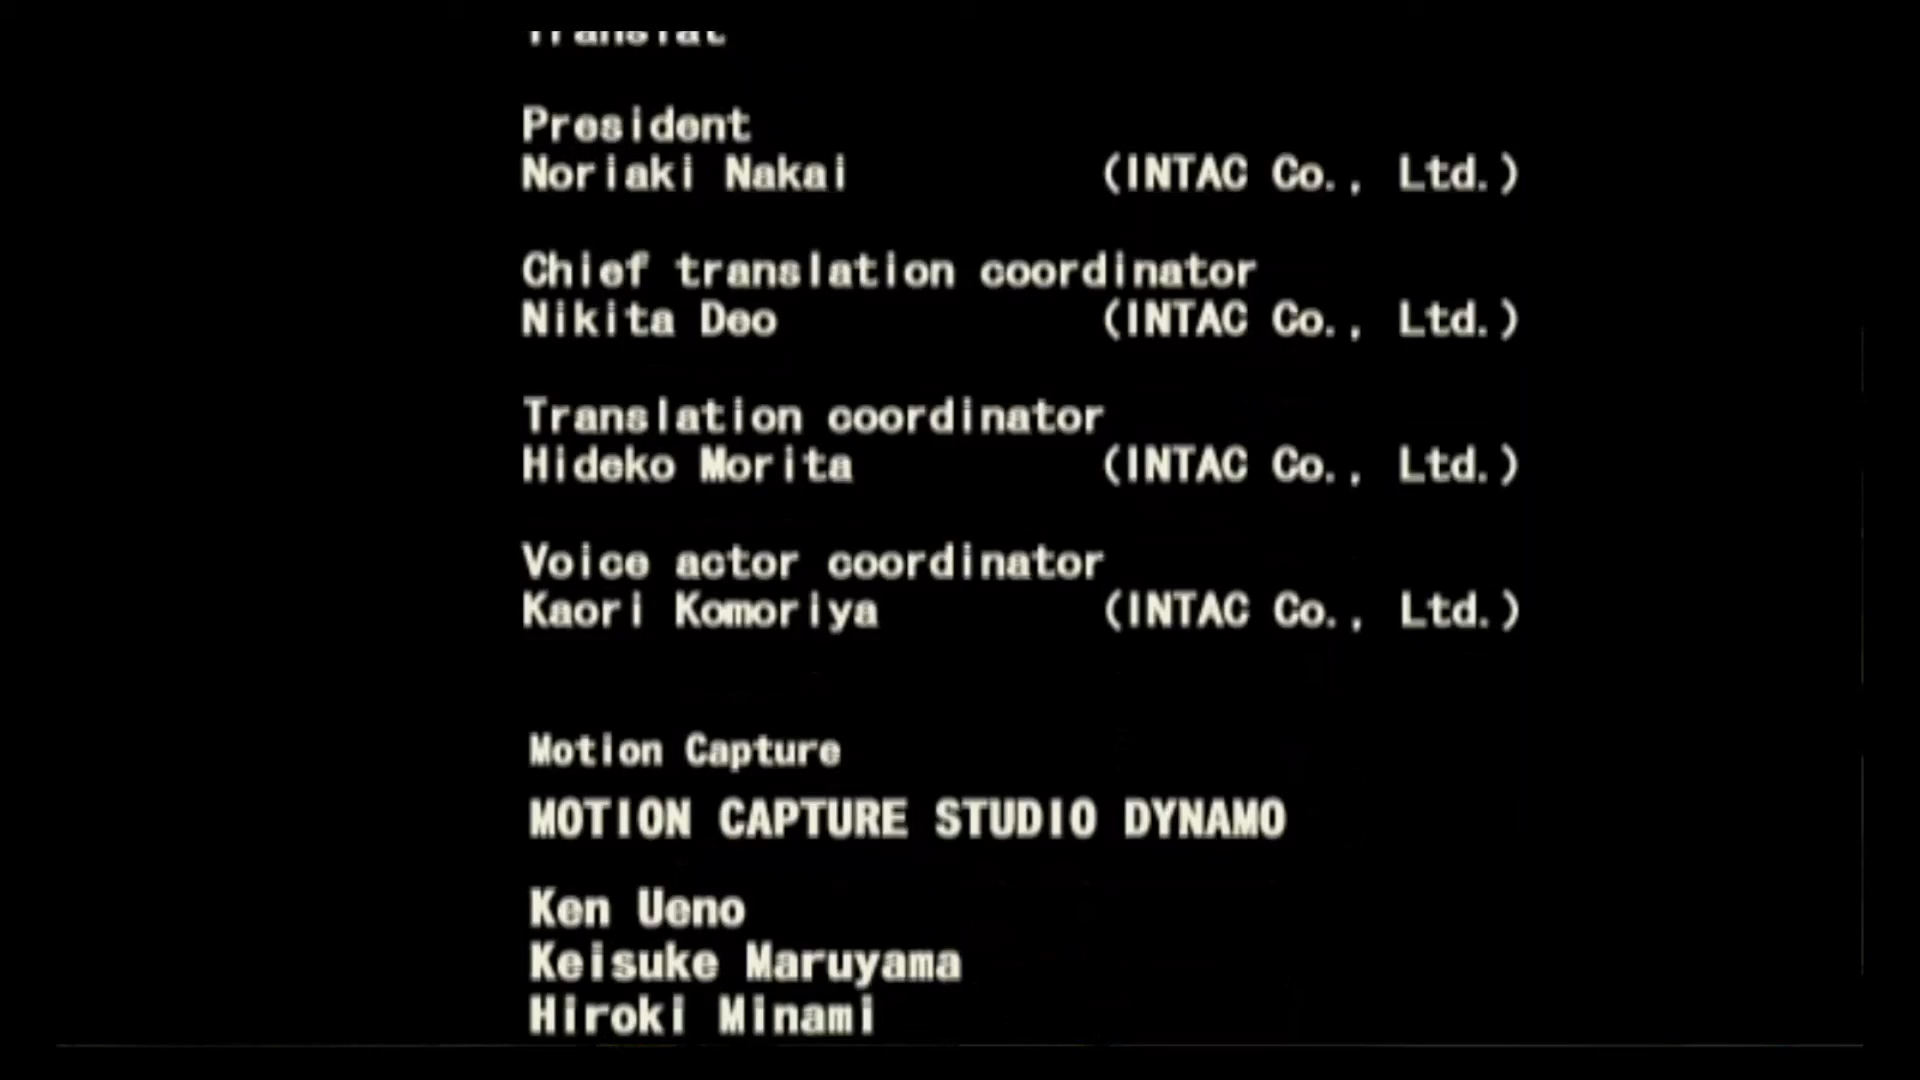 Translat
President
Noriaki Nakai (INTAC Co., Ltd.)
Chief translation coordinator
Nikita Deo (INTAC Co., Ltd.)
Translation coordinator
Hideko Morita (INTAC Co., Ltd.)
Voice actor coordinator
Kaori Komoriya (INTAC Co., Ltd.)
Motion Capture
MOTION CAPTURE STUDIO DYNAMO
Ken Ueno
Keisuke Maruyama
Hiroki Minami